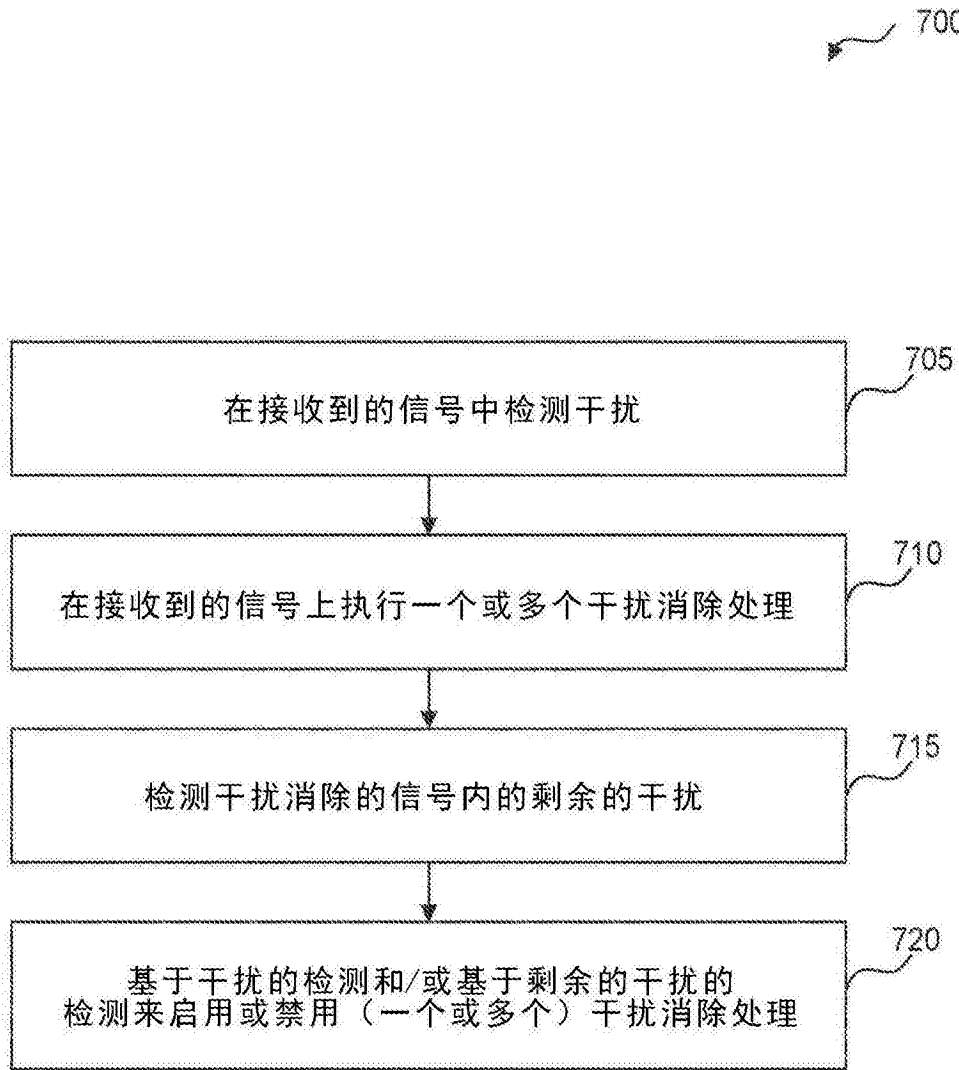 700
705
在接收到的信号中检测干扰
710
在接收到的信号上执行一个或多个干扰消除处理
715
检测干扰消除的信号内的剩余的干扰
720
基于干扰的检测和/或基于剩余的干扰的
检测来启用或禁用（一个或多个）干扰消除处理